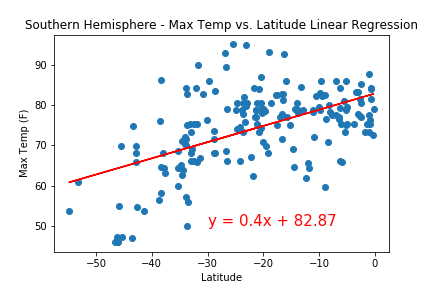 Southern Hemisphere - Max Temp vs. Latitude Linear Regression
Max Temp (F)
90
80
70
60
50
y = 0.4x + 82.87
−50 −40 −30 −20 −10 0
Latitude